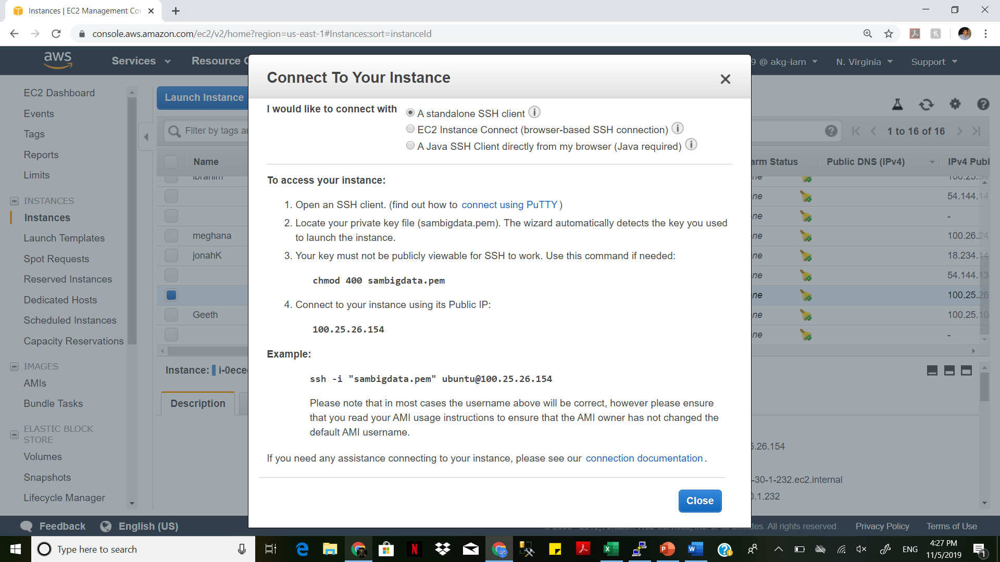 Instances | EC2 Management Con
console.aws.amazon.com/ec2/v2/home?region=us-east-1#Instances:sort=instanceId
aws
Services
Resource
9 @ akg-iam
N. Virginia
Support
EC2 Dashboard
Events
Tags
Reports
Limits
INSTANCES
Instances
Launch Templates
Spot Requests
Reserved Instances
Dedicated Hosts
Scheduled Instances
Capacity Reservations
IMAGES
AMIs
Bundle Tasks
ELASTIC BLOCK
STORE
Volumes
Snapshots
Lifecycle Manager
Launch Instance
Filter by tags
1 to 16 of 16
Name
arm Status
Public DNS (IPv4)
IPv4 Publ
ibrahim
ne
ne 54.144.14
ne -
meghana
ne 100.26.24
jonahK
ne 18.234.14
ne 54.144.13
ne 100.25.26
Geeth
ne 100.25.10
ne -
Instance: i-0ece
Description
5.26.154
-30-1-232.ec2.internal
0.1.232
Connect To Your Instance
I would like to connect with
A standalone SSH client
EC2 Instance Connect (browser-based SSH connection)
A Java SSH Client directly from my browser (Java required)
To access your instance:
1. Open an SSH client. (find out how to connect using PuTTY)
2. Locate your private key file (sambigdata.pem). The wizard automatically detects the key you used
to launch the instance.
3. Your key must not be publicly viewable for SSH to work. Use this command if needed:
chmod 400 sambigdata.pem
4. Connect to your instance using its Public IP:
100.25.26.154
Example:
ssh -i "sambigdata.pem" ubuntu@100.25.26.154
Please note that in most cases the username above will be correct, however please ensure
that you read your AMI usage instructions to ensure that the AMI owner has not changed the
default AMI username.
If you need any assistance connecting to your instance, please see our connection documentation.
Close
Feedback
English (US)
tes. All rights reserved.
Privacy Policy
Terms of Use
Type here to search
ENG
4:27 PM
11/5/2019
1